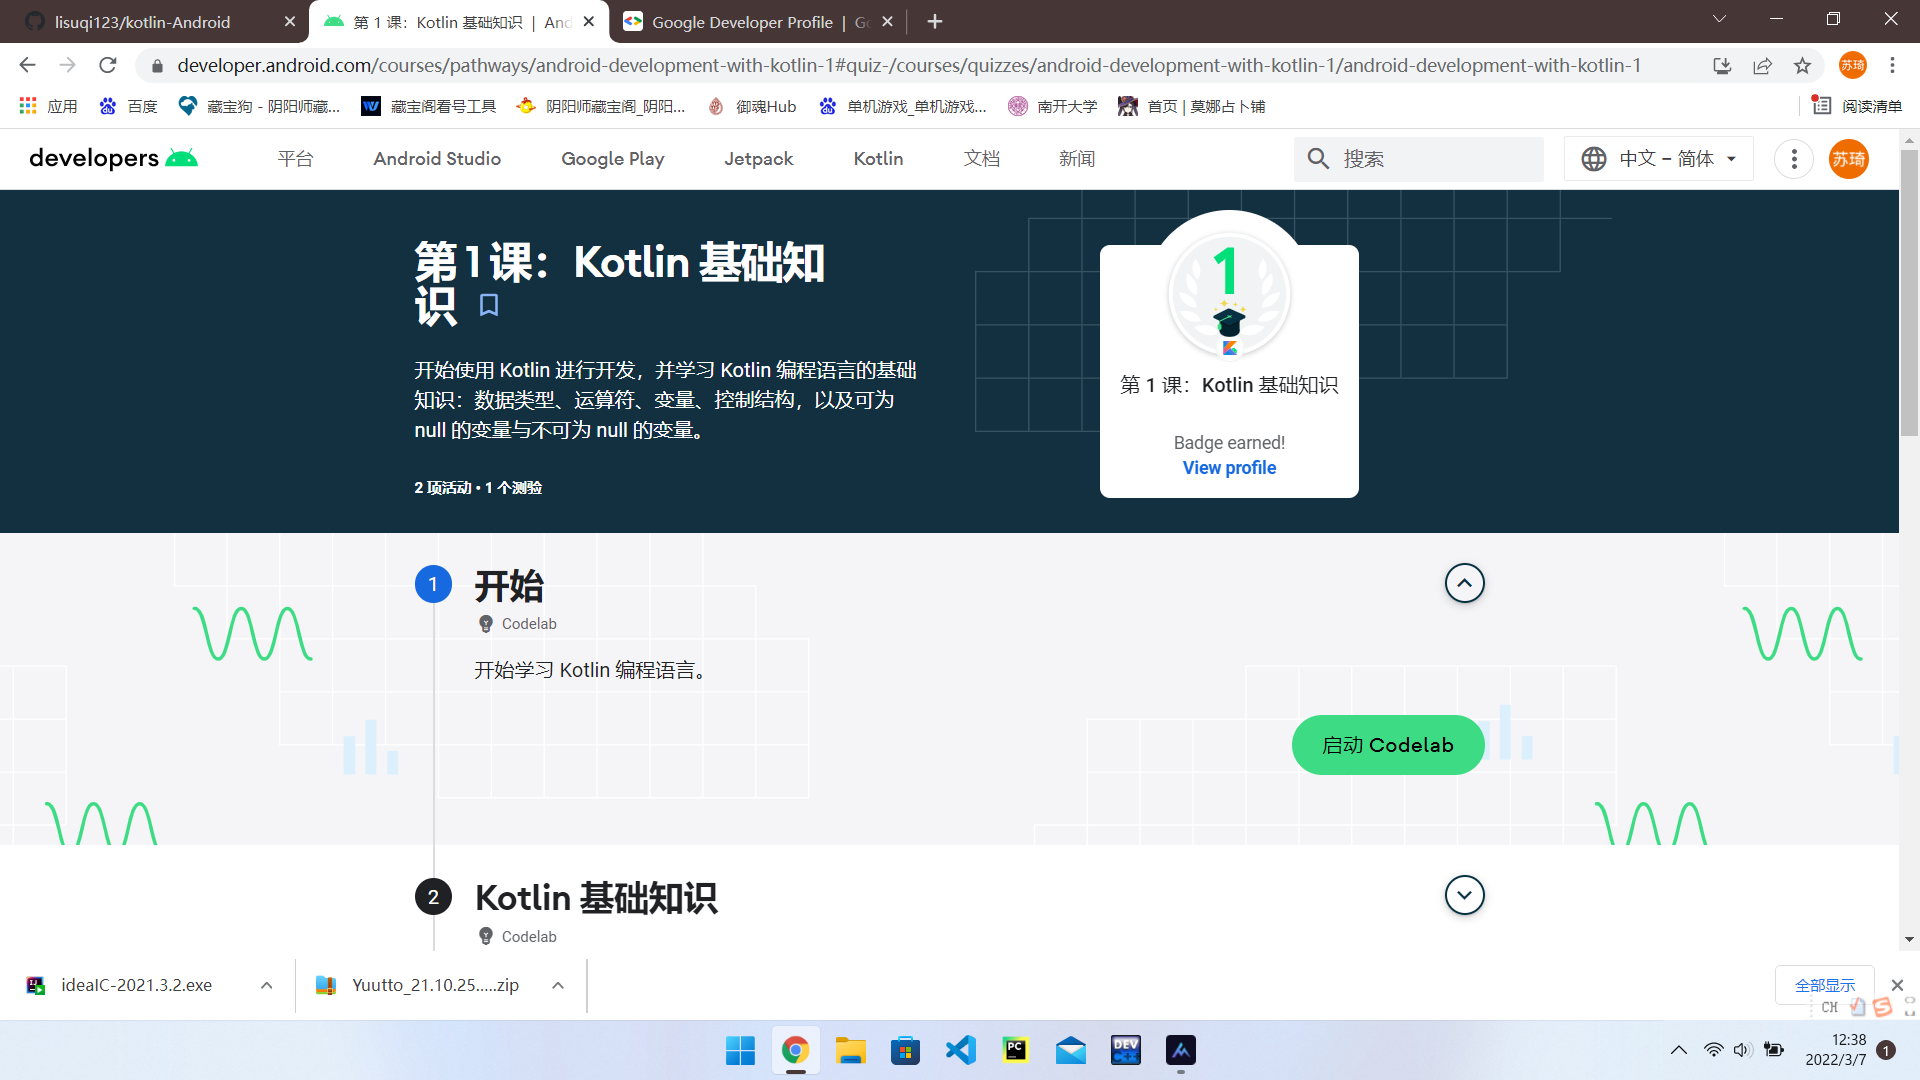 lisuqi123/kotlin-Android
第 1 课：Kotlin 基础知识 | And
Google Developer Profile | Go
developer.android.com/courses/pathways/android-development-with-kotlin-1#quiz-/courses/quizzes/android-development-with-kotlin-1/android-development-with-kotlin-1
苏琦
应用
百度
藏宝狗 - 阴阳师藏...
藏宝阁看号工具
阴阳师藏宝阁_阴阳...
御魂Hub
单机游戏_单机游戏...
南开大学
首页 | 莫娜占卜铺
阅读清单
developers
平台
Android Studio
Google Play
Jetpack
Kotlin
文档
新闻
搜索
中文 – 简体
苏琦
第 1 课：Kotlin 基础知
识
开始使用 Kotlin 进行开发，并学习 Kotlin 编程语言的基础
知识：数据类型、运算符、变量、控制结构，以及可为
null 的变量与不可为 null 的变量。
2 项活动 • 1 个测验
1
第 1 课：Kotlin 基础知识
Badge earned!
View profile
1
开始
Codelab
开始学习 Kotlin 编程语言。
启动 Codelab
2
Kotlin 基础知识
Codelab
ideaIC-2021.3.2.exe
Yuutto_21.10.25.....zip
全部显示
CH
S
PC
DEV
C++
12:38
2022/3/7
1